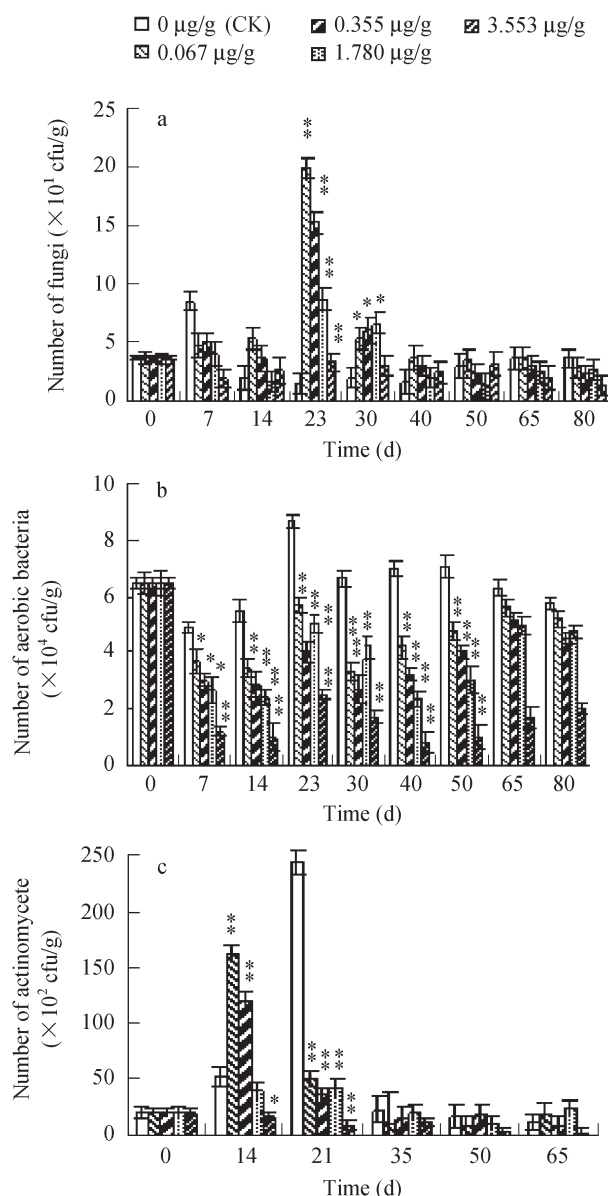 0 μg/g (CK) 0.355 μg/g 3.553 μg/g
0.067 μg/g 1.780 μg/g
a
Number of fungi (×10¹ cfu/g)
25
20
15
10
5
0
** ** ** ** * * *
0 7 14 23 30 40 50 65 80
Time (d)
b
Number of aerobic bacteria
(×10⁴ cfu/g)
10
8
6
4
2
0
0 7 14 23 30 40 50 65 80
Time (d)
c
Number of actinomycete
(×10² cfu/g)
250
200
150
100
50
0
** ** * ** ** ** **
0 14 21 35 50 65
Time (d)